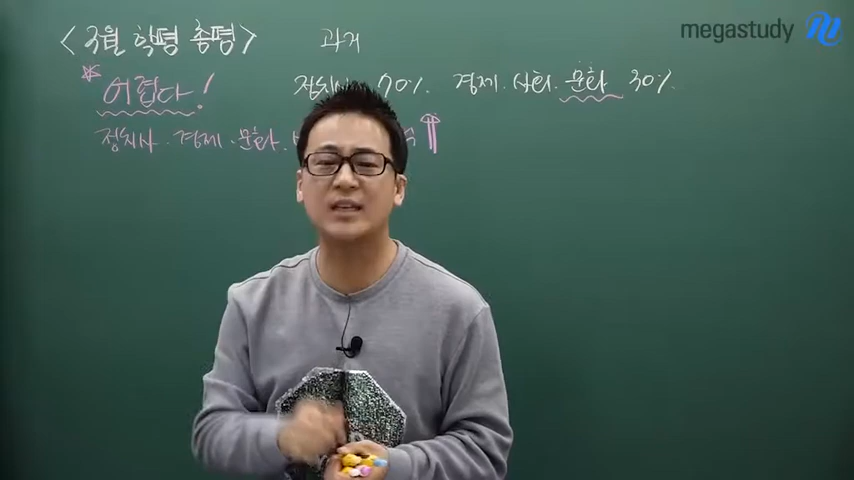 megastudy
<3월 학평 총평>
과거
* 어렵다!
정치사 70%. 경제. 사회. 문화 30%.
정치사. 경제. 문화.